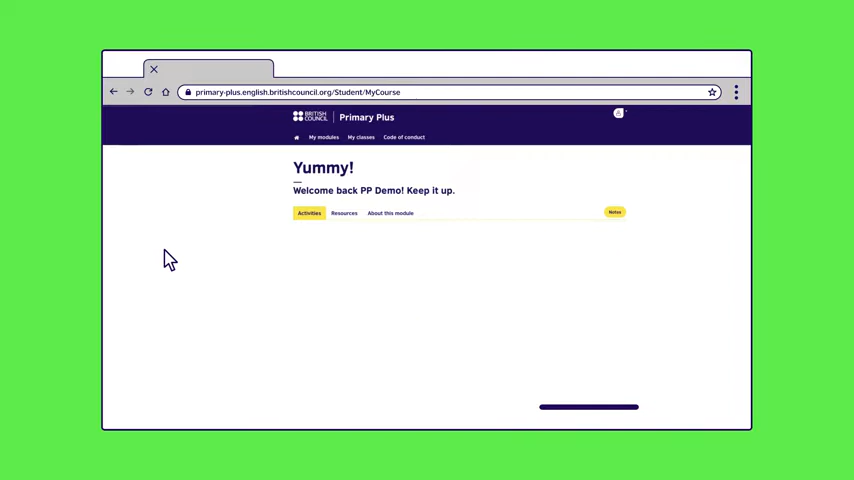 primary-plus.english.britishcouncil.org/Student/MyCourse
BRITISH COUNCIL Primary Plus
My modules My classes Code of conduct
Yummy!
Welcome back PP Demo! Keep it up.
Activities Resources About this module Notes